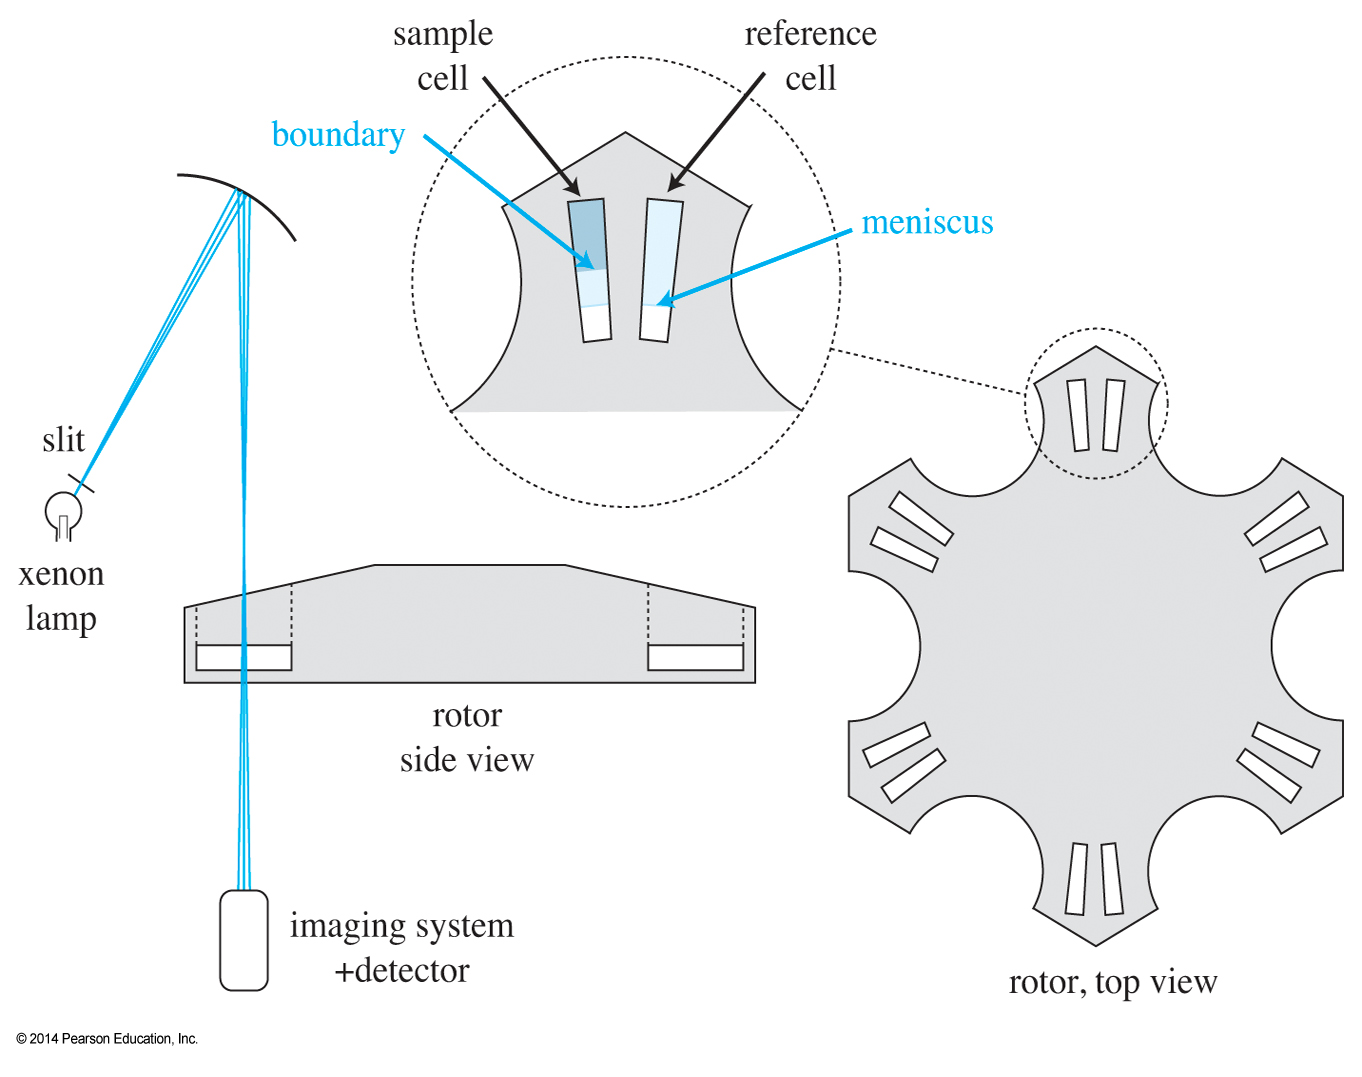 sample
cell
reference
cell
boundary
meniscus
slit
xenon
lamp
rotor
side view
imaging system
+detector
rotor, top view
© 2014 Pearson Education, Inc.